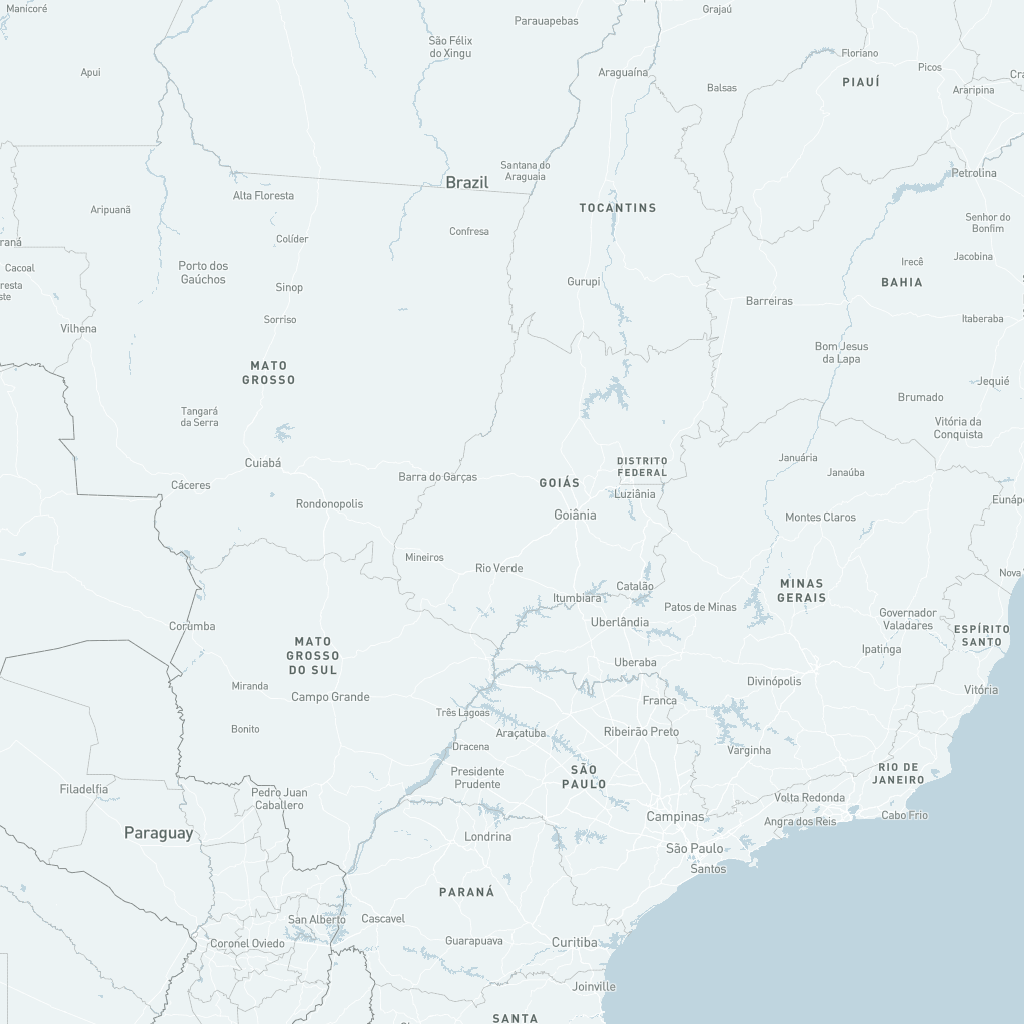 Manicoré
Grajaú
Parauapebas
São Félix
do Xingu
Floriano
Picos
Apui
Araguaína
Balsas
PIAUÍ
Araripina
Santana do
Araguaia
Brazil
Petrolina
Alta Floresta
Aripuanã
TOCANTINS
Senhor do
Bonfim
Confresa
Colíder
Jacobina
Irecê
Cacoal
Porto dos
Gaúchos
Sinop
Gurupi
BAHIA
Barreiras
Sorriso
Itaberaba
Vilhena
Bom Jesus
da Lapa
MATO
GROSSO
Jequié
Brumado
Tangará
da Serra
Vitória da
Conquista
Januária
Janaúba
Cuiabá
DISTRITO
FEDERAL
Barra do Garças
GOIÁS
Cáceres
Luziânia
Rondonopolis
Goiânia
Montes Claros
Mineiros
Rio Verde
Catalão
Itumbiara
MINAS
GERAIS
Patos de Minas
Governador
Valadares
Uberlândia
Corumba
ESPÍRITO
SANTO
MATO
GROSSO
DO SUL
Ipatinga
Uberaba
Divinópolis
Miranda
Campo Grande
Vitória
Franca
Três Lagoas
Bonito
Araçatuba
Ribeirão Preto
Dracena
Varginha
Presidente
Prudente
SÃO
PAULO
RIO DE
JANEIRO
Filadelfia
Pedro Juan
Caballero
Volta Redonda
Campinas
Cabo Frio
Angra dos Reis
Paraguay
Londrina
São Paulo
Santos
PARANÁ
San Alberto
Cascavel
Coronel Oviedo
Guarapuava
Curitiba
Joinville
SANTA